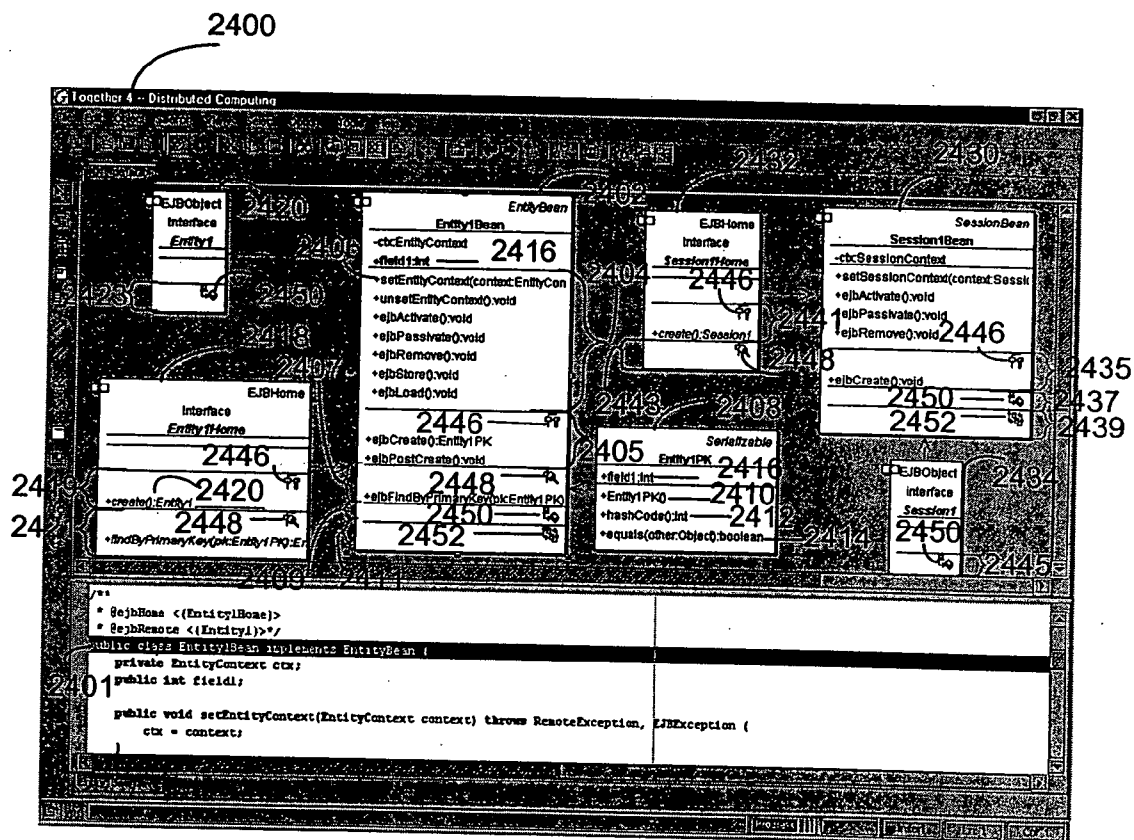 2400
Together 4 -- Distributed Computing
2432
2430
2420
2402
EJBObject
Interface
Entity1
2423
2450
EntityBean
Entity1Bean
-ctx:EntityContext
+field1:int
2416
2406
2404
+setEntityContext(context:EntityCon
+unsetEntityContext():void
+ejbActivate():void
+ejbPassivate():void
+ejbRemove():void
+ejbStore():void
+ejbLoad():void
2446
+ejbCreate():Entity1PK
+ejbPostCreate():void
2448
+ejbFindByPrimaryKey(pk:Entity1PK)
2450
2452
EJBHome
Interface
Session1Home
2446
+create():Session1
2441
2448
SessionBean
Session1Bean
-ctx:SessionContext
+setSessionContext(context:Sessi
+ejbActivate():void
+ejbPassivate():void
+ejbRemove():void
2446
2435
+ejbCreate():void
2450
2437
2452
2439
2418
2407
EJBHome
Interface
Entity1Home
2446
2420
+create():Entity1
2448
+findByPrimaryKey(pk:Entity1PK):En
2409
2411
2443
2408
2405
Serializable
Entity1PK
2416
+field1:int
+Entity1PK()
2410
+hashCode():int
2412
+equals(other:Object):boolean
2414
EJBObject
interface
Session1
2434
2450
2445
/**
* @ejbHome <{Entity1Home}>
* @ejbRemote <{Entity1}>*/
public class Entity1Bean implements EntityBean {
private EntityContext ctx;
2401
public int field1;
public void setEntityContext(EntityContext context) throws RemoteException, EJBException {
ctx = context;
}